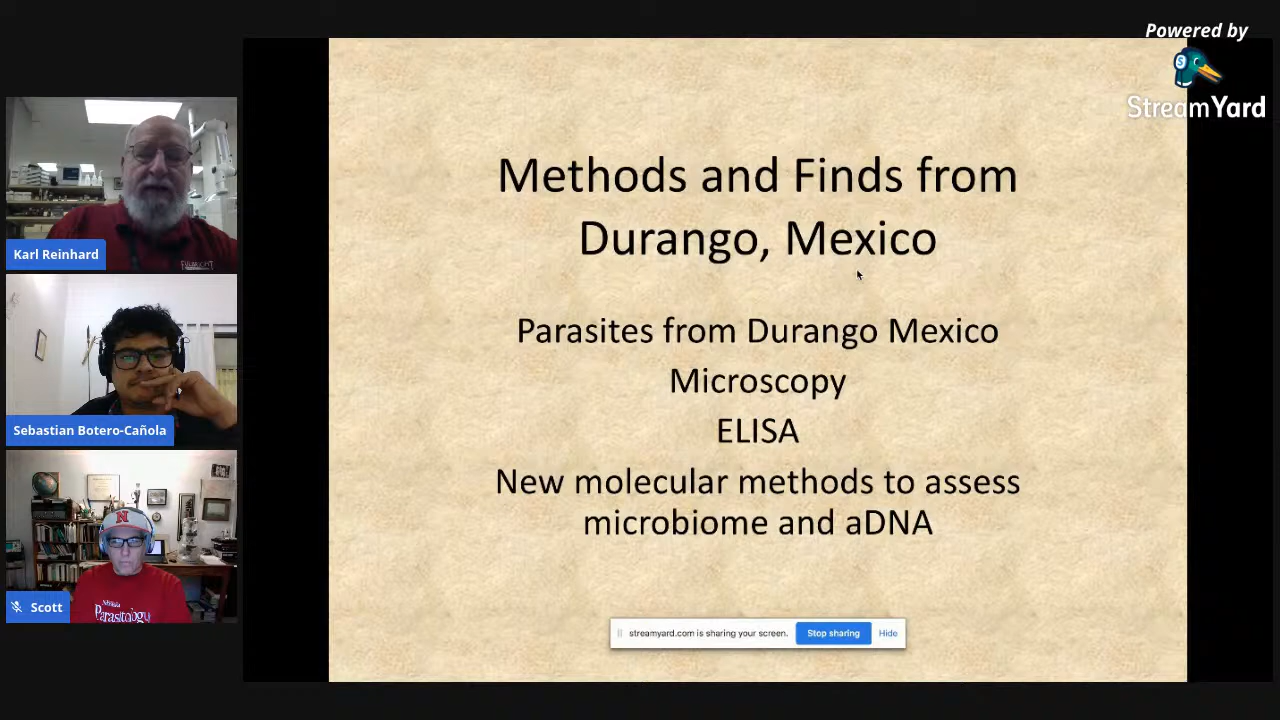 Powered by
StreamYard
Karl Reinhard
Sebastian Botero-Cañola
N
Scott
Parasitology
Methods and Finds from
Durango, Mexico
Parasites from Durango Mexico
Microscopy
ELISA
New molecular methods to assess
microbiome and aDNA
streamyard.com is sharing your screen.
Stop sharing
Hide